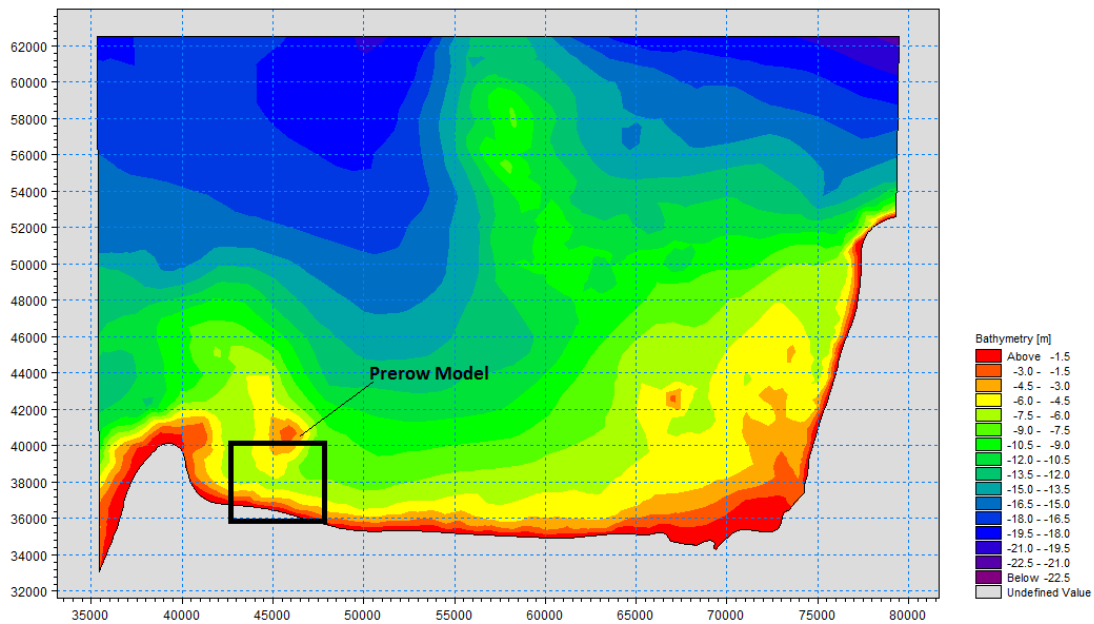 62000
60000
58000
56000
54000
52000
50000
48000
46000
44000
42000
40000
38000
36000
34000
32000
Prerow Model
35000 40000 45000 50000 55000 60000 65000 70000 75000 80000
Bathymetry [m]
Above -1.5
-3.0 - -1.5
-4.5 - -3.0
-6.0 - -4.5
-7.5 - -6.0
-9.0 - -7.5
-10.5 - -9.0
-12.0 - -10.5
-13.5 - -12.0
-15.0 - -13.5
-16.5 - -15.0
-18.0 - -16.5
-19.5 - -18.0
-21.0 - -19.5
-22.5 - -21.0
Below -22.5
Undefined Value